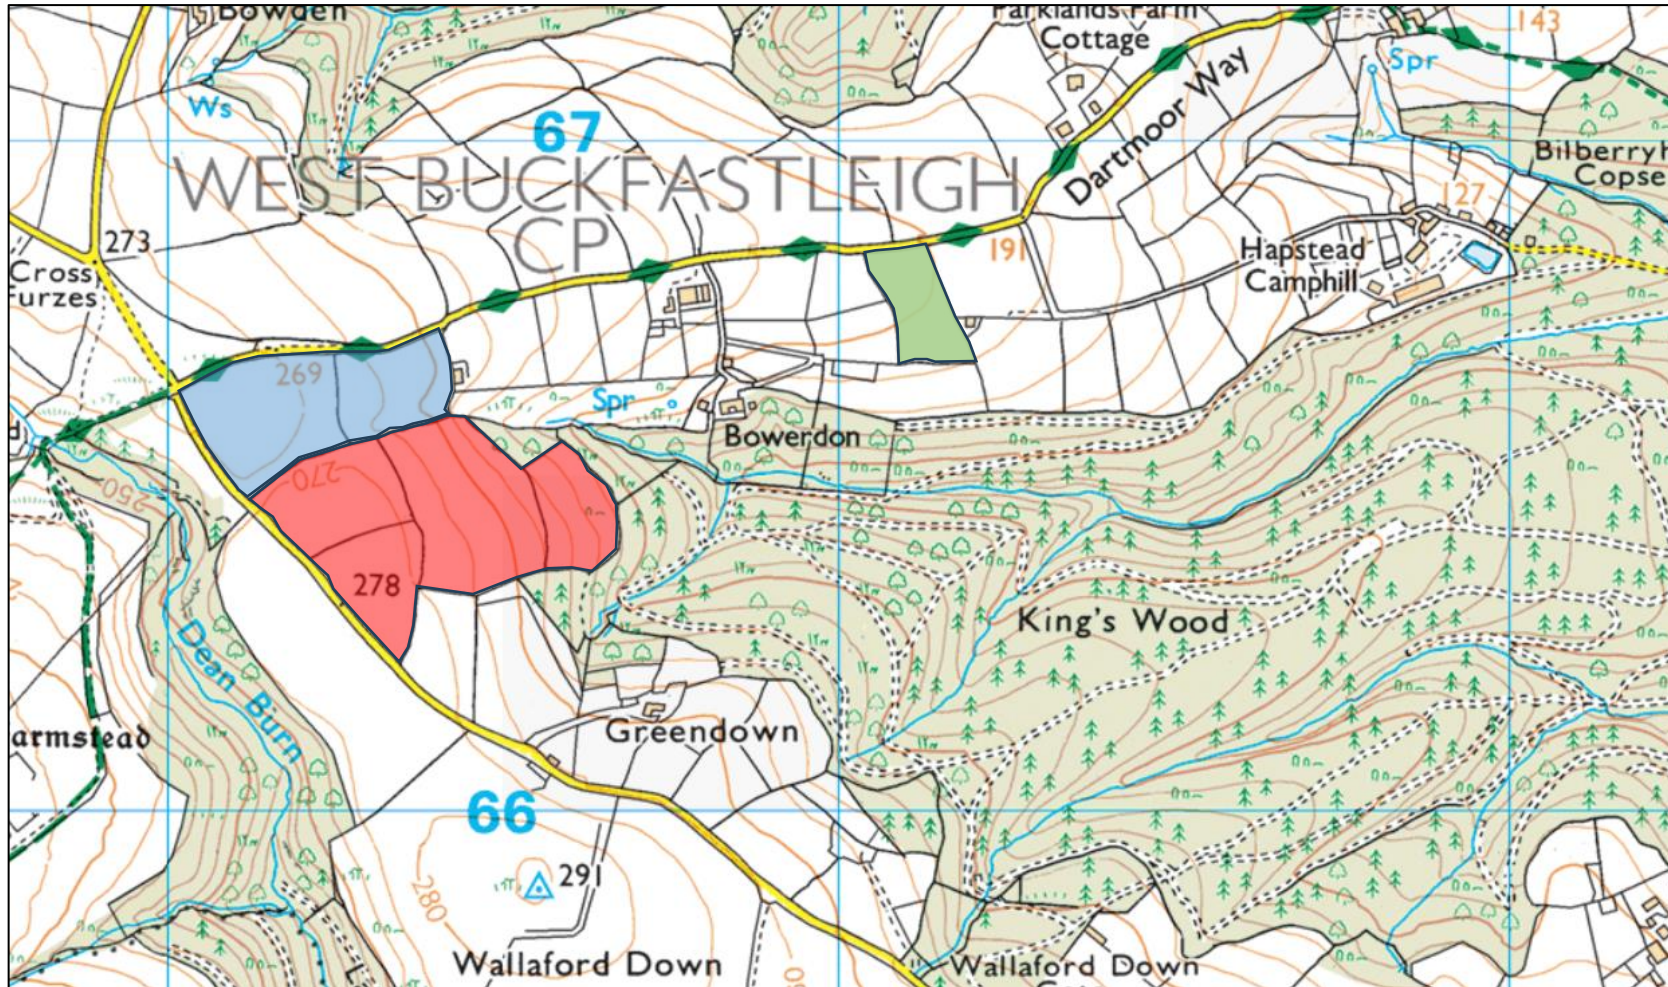 Bowden
Parklands Farm
Cottage
143
Spr
Ws
67
Dartmoor Way
WEST BUCKFASTLEIGH
CP
Bilberryh
Copse
127
273
191
Hapstead
Camphill
Cross
Furzes
269
Spr
Bowerdon
270
250
278
King's Wood
Dean Burn
Greendown
armstead
66
291
280
Wallaford Down
Wallaford Down